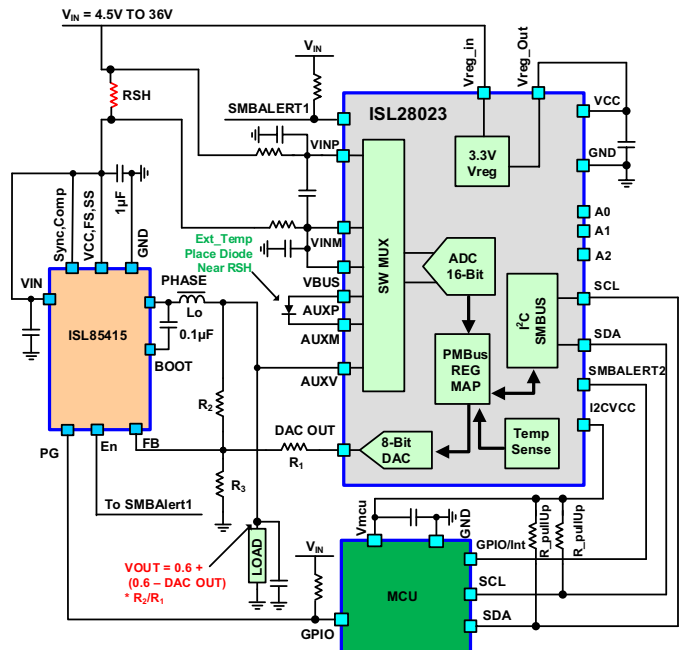 VIN = 4.5V TO 36V
VIN
Vreg_in
Vreg_Out
RSH
SMBALERT1
ISL28023
VCC
3.3V
Vreg
GND
VINP
Sync,Comp
VCC,FS,SS
1µF
GND
A0
A1
A2
Ext_Temp
Place Diode
Near RSH
VINM
SW MUX
ADC
16-Bit
VIN
PHASE
VBUS
I2C
SMBUS
SCL
Lo
AUXP
ISL85415
0.1µF
AUXM
PMBus
REG
MAP
SDA
BOOT
SMBALERT2
AUXV
I2CVCC
R2
DAC OUT
8-Bit
DAC
Temp
Sense
PG
En
FB
R1
R3
To SMBAlert1
Vmcu
GND
R_pullUp
R_pullUp
VOUT = 0.6 +
(0.6 – DAC OUT)
* R2/R1
LOAD
VIN
GPIO/Int
MCU
SCL
SDA
GPIO